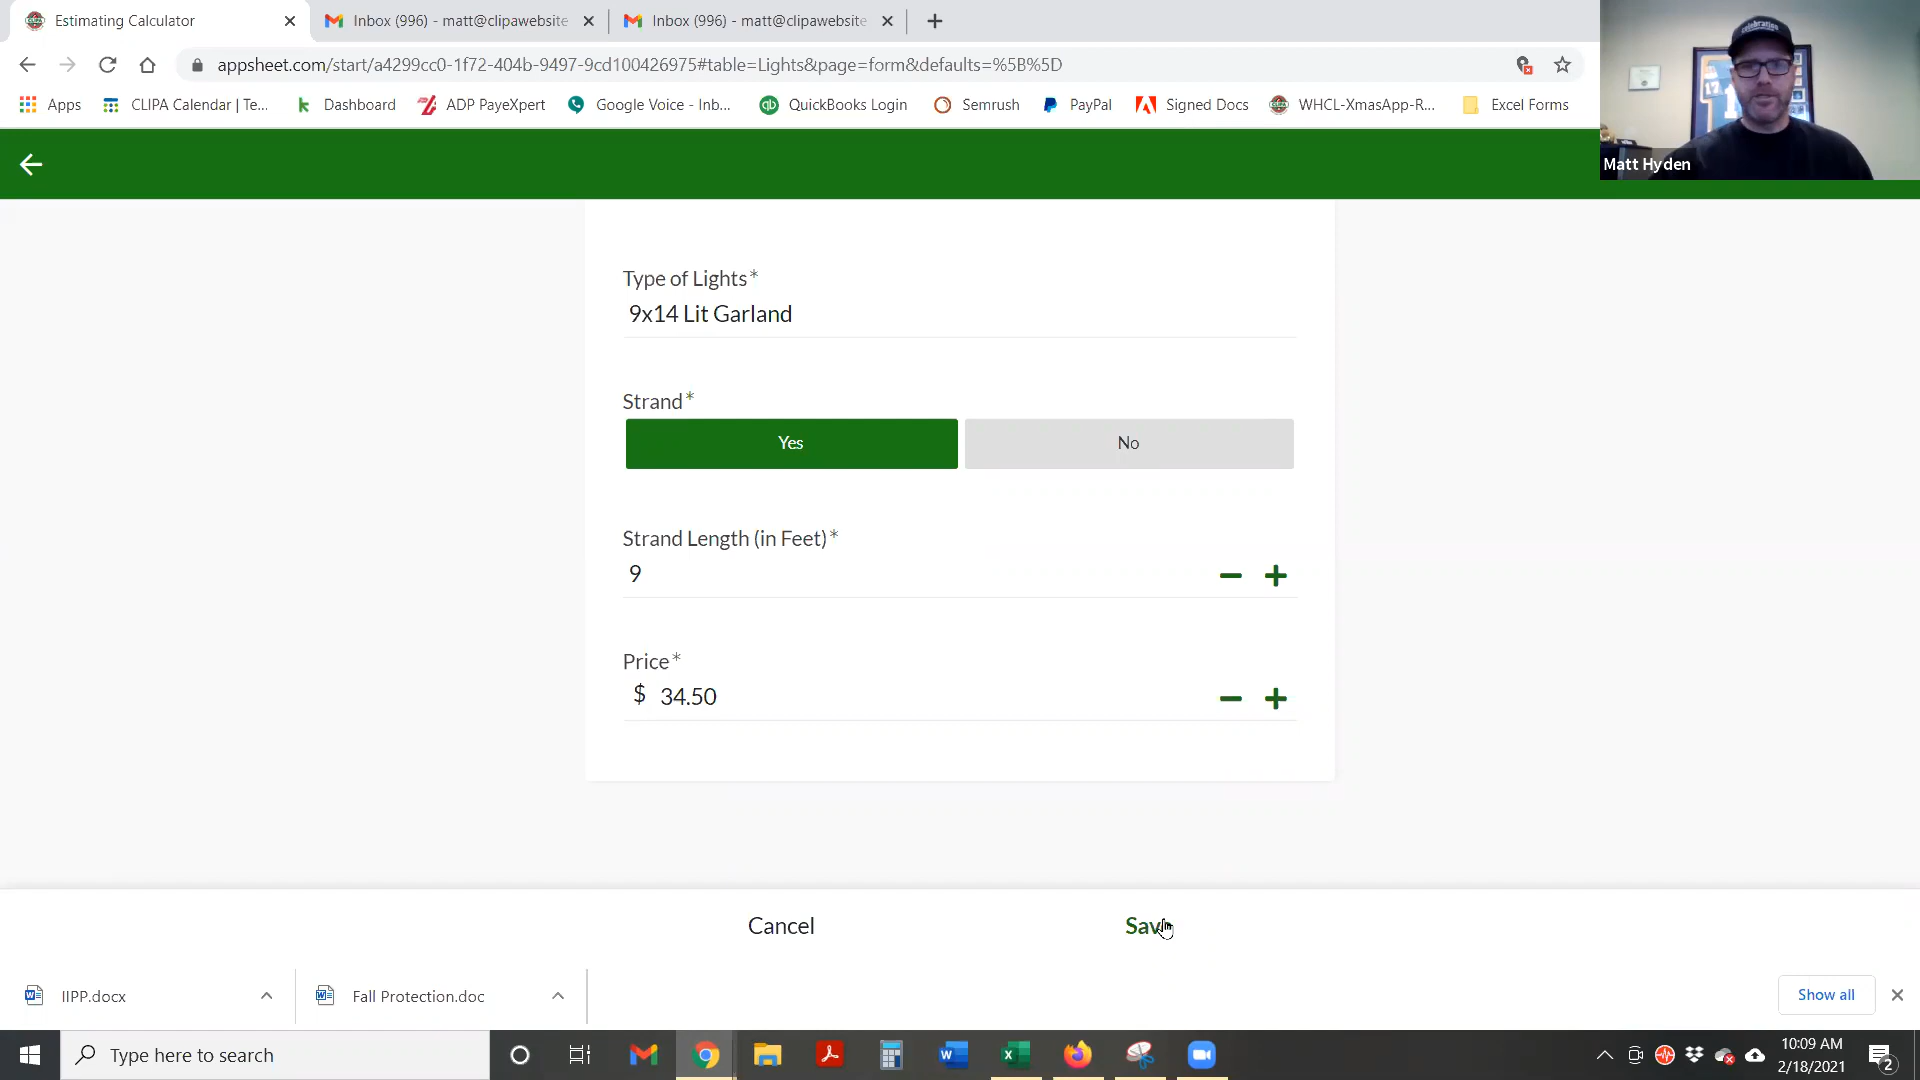 Estimating Calculator
Inbox (996) - matt@clipawebsite
Inbox (996) - matt@clipawebsite
appsheet.com/start/a4299cc0-1f72-404b-9497-9cd100426975#table=Lights&page=form&defaults=%5B%5D
Apps
CLIPA Calendar | Te...
Dashboard
ADP PayeXpert
Google Voice - Inb...
QuickBooks Login
Semrush
PayPal
Signed Docs
WHCL-XmasApp-R...
Excel Forms
celebration
Matt Hyden
Type of Lights*
9x14 Lit Garland
Strand*
Yes
No
Strand Length (in Feet)*
9
Price*
$ 34.50
Cancel
IIPP.docx
Fall Protection.doc
Show all
Type here to search
10:09 AM
2/18/2021
2